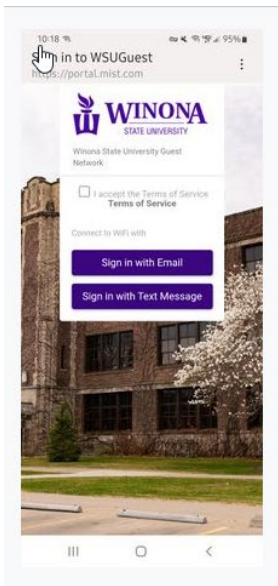 10:18
95%
in to WSUGuest
https://portal.mist.com
WINONA
STATE UNIVERSITY
Winona State University Guest
Network
I accept the Terms of Service
Terms of Service
Connect to WiFi with
Sign in with Email
Sign in with Text Message